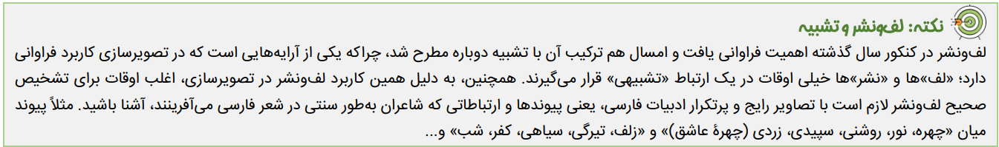 نکته: لف‌ونشر و تشبیه
لف‌ونشر در کنکور سال گذشته اهمیت فراوانی یافت و امسال هم ترکیب آن با تشبیه دوباره مطرح شد، چراکه یکی از آرایه‌هایی است که در تصویرسازی کاربرد فراوانی
دارد؛ «لف»ها و «نشر»ها خیلی اوقات در یک ارتباط «تشبیهی» قرار می‌گیرند. همچنین، به دلیل همین کاربرد لف‌ونشر در تصویرسازی، اغلب اوقات برای تشخیص
صحیح لف‌ونشر لازم است با تصاویر رایج و پرتکرار ادبیات فارسی، یعنی پیوندها و ارتباطاتی که شاعران به‌طور سنتی در شعر فارسی می‌آفرینند، آشنا باشید. مثلاً پیوند
میان «چهره، نور، روشنی، سپیدی، زردی (چهرهٔ عاشق)» و «زلف، تیرگی، سیاهی، کفر، شب» و...